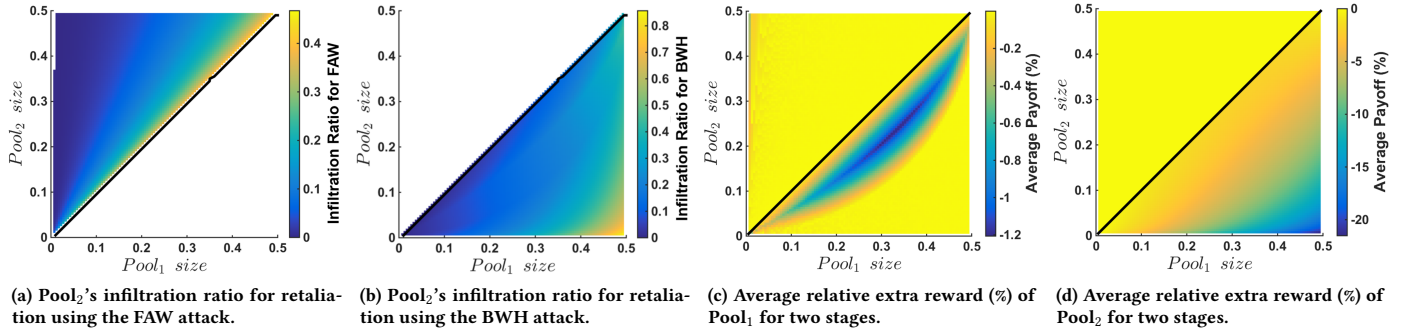 0.5
0.4
0.3
0.2
0.1
0
0 0.1 0.2 0.3 0.4 0.5
Pool2 size
Pool1 size
0.4
0.3
0.2
0.1
0
Infiltration Ratio for FAW
0.5
0.4
0.3
0.2
0.1
0
0 0.1 0.2 0.3 0.4 0.5
Pool2 size
Pool1 size
0.8
0.7
0.6
0.5
0.4
0.3
0.2
0.1
0
Infiltration Ratio for BWH
0.5
0.4
0.3
0.2
0.1
0
0 0.1 0.2 0.3 0.4 0.5
Pool2 size
Pool1 size
-0.2
-0.4
-0.6
-0.8
-1
-1.2
Average Payoff (%)
0.5
0.4
0.3
0.2
0.1
0
0 0.1 0.2 0.3 0.4 0.5
Pool2 size
Pool1 size
0
-5
-10
-15
-20
Average Payoff (%)
(a) Pool2's infiltration ratio for retalia-
tion using the FAW attack.
(b) Pool2's infiltration ratio for retalia-
tion using the BWH attack.
(c) Average relative extra reward (%) of
Pool1 for two stages.
(d) Average relative extra reward (%) of
Pool2 for two stages.